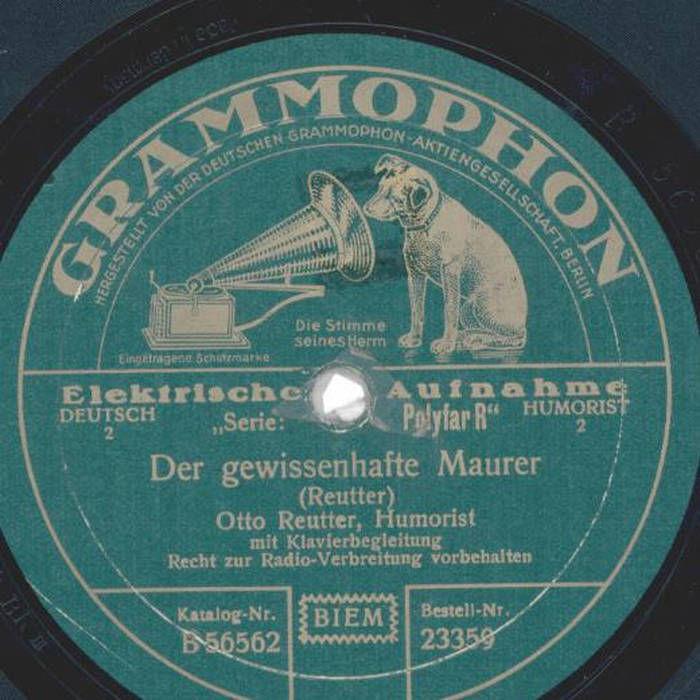 GRAMMOPHON
HERGESTELLT VON DER DEUTSCHEN GRAMMOPHON-AKTIENGESELLSCHAFT, BERLIN
Die Stimme
seines Herrn
Eingetragene Schutzmarke
Elektrische Aufnahme
DEUTSCH HUMORIST
2 „Serie: Polyfar R“ 2
Der gewissenhafte Maurer
(Reutter)
Otto Reutter, Humorist
mit Klavierbegleitung
Recht zur Radio-Verbreitung vorbehalten
Katalog-Nr. BIEM Bestell-Nr.
B 56562 23359